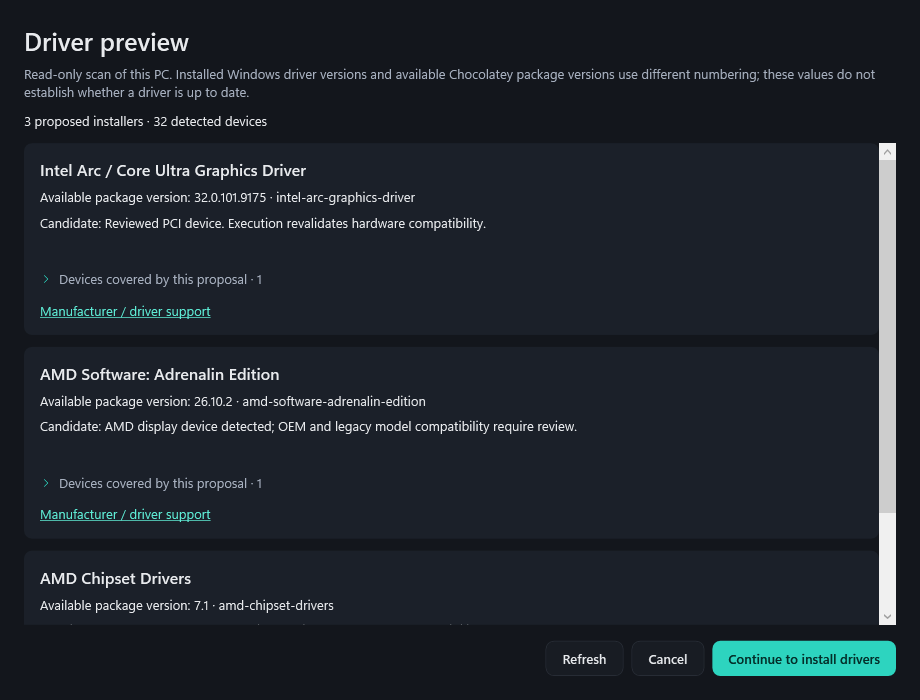 Driver preview
Read-only scan of this PC. Installed Windows driver versions and available Chocolatey package versions use different numbering; these values do not
establish whether a driver is up to date.
3 proposed installers · 32 detected devices
Intel Arc / Core Ultra Graphics Driver
Available package version: 32.0.101.9175 · intel-arc-graphics-driver
Candidate: Reviewed PCI device. Execution revalidates hardware compatibility.
Devices covered by this proposal · 1
Manufacturer / driver support
AMD Software: Adrenalin Edition
Available package version: 26.10.2 · amd-software-adrenalin-edition
Candidate: AMD display device detected; OEM and legacy model compatibility require review.
Devices covered by this proposal · 1
Manufacturer / driver support
AMD Chipset Drivers
Available package version: 7.1 · amd-chipset-drivers
Refresh
Cancel
Continue to install drivers